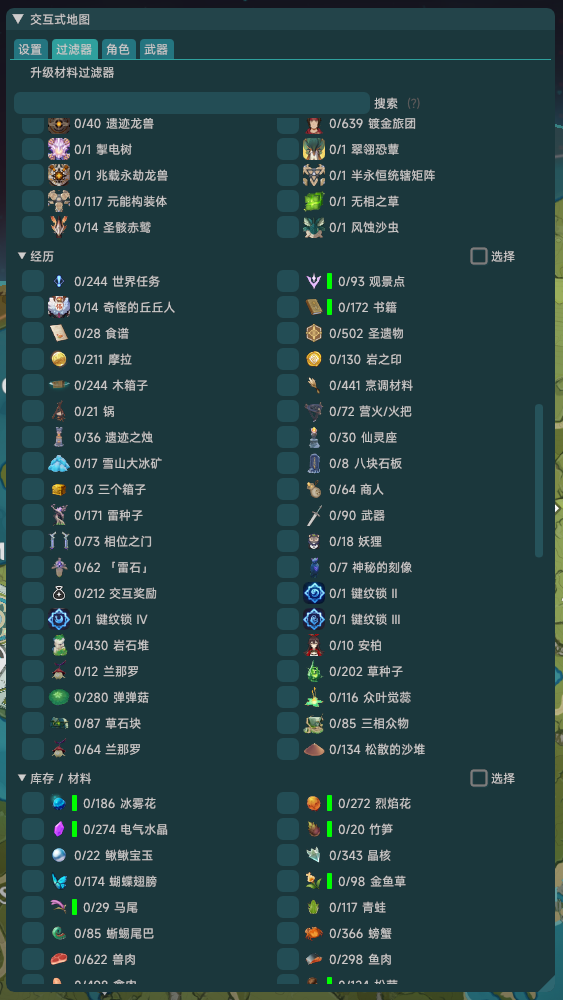 交互式地图
设置 过滤器 角色 武器
升级材料过滤器
搜索 (?)
0/40 遗迹龙兽 0/639 镀金旅团
0/1 掣电树 0/1 翠翎恐蕈
0/1 兆载永劫龙兽 0/1 半永恒统辖矩阵
0/117 元能构装体 0/1 无相之草
0/14 圣骸赤鹫 0/1 风蚀沙虫
经历 选择
0/244 世界任务 0/93 观景点
0/14 奇怪的丘丘人 0/172 书籍
0/28 食谱 0/502 圣遗物
0/211 摩拉 0/130 岩之印
0/244 木箱子 0/441 烹调材料
0/21 锅 0/72 营火/火把
0/36 遗迹之烛 0/30 仙灵座
0/17 雪山大冰矿 0/8 八块石板
0/3 三个箱子 0/64 商人
0/171 雷种子 0/90 武器
0/73 相位之门 0/18 妖狸
0/62 「雷石」 0/7 神秘的刻像
0/212 交互奖励 0/1 键纹锁 II
0/1 键纹锁 IV 0/1 键纹锁 III
0/430 岩石堆 0/10 安柏
0/12 兰那罗 0/202 草种子
0/280 弹弹菇 0/116 众叶觉蕊
0/87 草石块 0/85 三相众物
0/64 兰那罗 0/134 松散的沙堆
库存 / 材料 选择
0/186 冰雾花 0/272 烈焰花
0/274 电气水晶 0/20 竹笋
0/22 鳅鳅宝玉 0/343 晶核
0/174 蝴蝶翅膀 0/98 金鱼草
0/29 马尾 0/117 青蛙
0/85 蜥蜴尾巴 0/366 螃蟹
0/622 兽肉 0/298 鱼肉